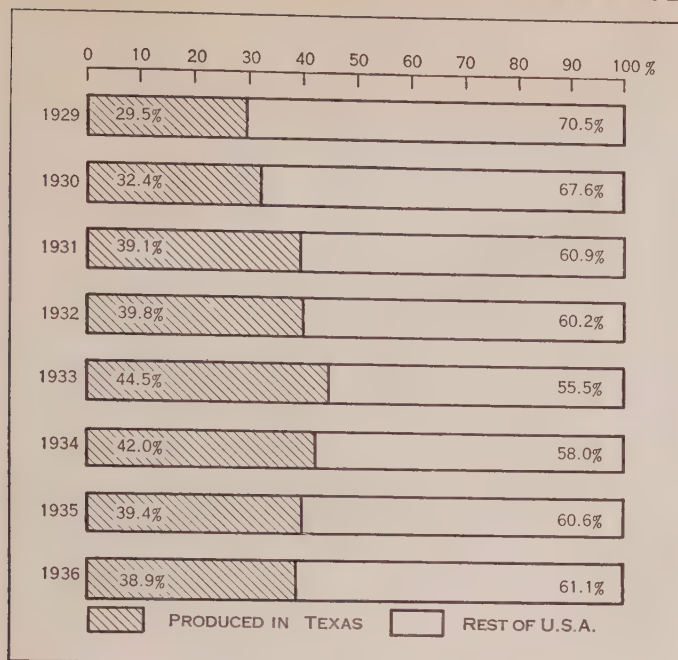 0 10 20 30 40 50 60 70 80 90 100 %
1929 29.5% 70.5%
1930 32.4% 67.6%
1931 39.1% 60.9%
1932 39.8% 60.2%
1933 44.5% 55.5%
1934 42.0% 58.0%
1935 39.4% 60.6%
1936 38.9% 61.1%
PRODUCED IN TEXAS REST OF U.S.A.